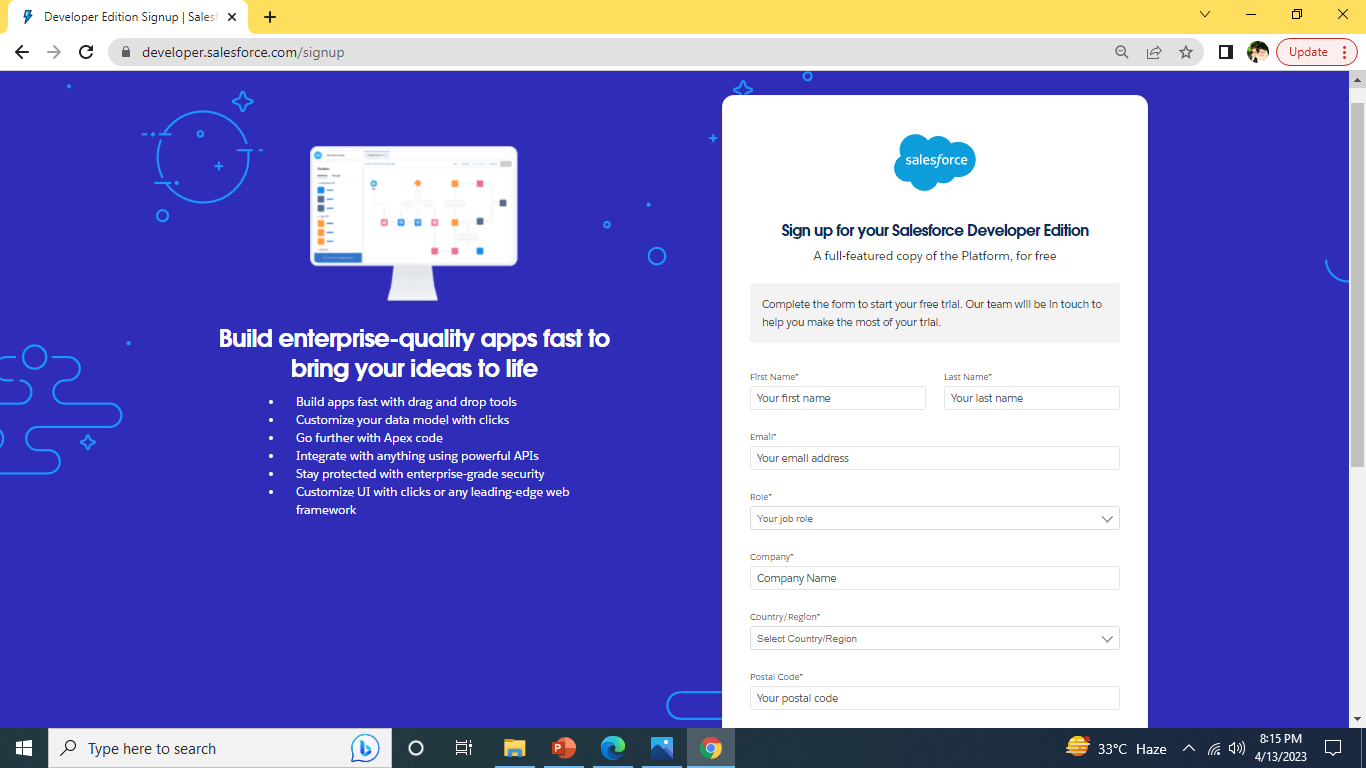 Developer Edition Signup | Salesf
developer.salesforce.com/signup
Update
Build enterprise-quality apps fast to
bring your ideas to life
• Build apps fast with drag and drop tools
• Customize your data model with clicks
• Go further with Apex code
• Integrate with anything using powerful APIs
• Stay protected with enterprise-grade security
• Customize UI with clicks or any leading-edge web
framework
salesforce
Sign up for your Salesforce Developer Edition
A full-featured copy of the Platform, for free
Complete the form to start your free trial. Our team will be in touch to
help you make the most of your trial.
First Name* Last Name*
Your first name Your last name
Email*
Your email address
Role*
Your job role
Company*
Company Name
Country/Region*
Select Country/Region
Postal Code*
Your postal code
Type here to search
33°C Haze
8:15 PM
4/13/2023